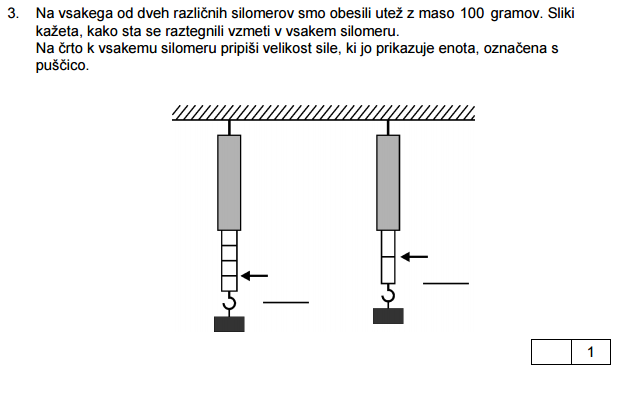 3. Na vsakega od dveh različnih silomerov smo obesili utež z maso 100 gramov. Sliki
kažeta, kako sta se raztegnili vzmeti v vsakem silomeru.
Na črto k vsakemu silomeru pripiši velikost sile, ki jo prikazuje enota, označena s
puščico.
1